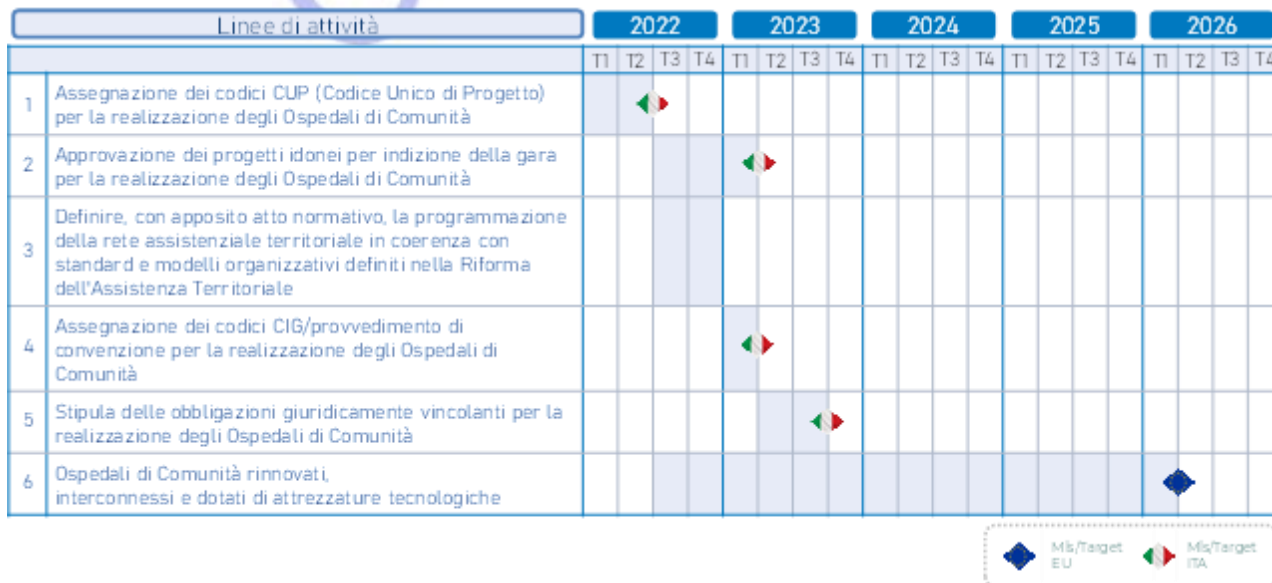 Linee di attività 2022 2023 2024 2025 2026
T1 T2 T3 T4 T1 T2 T3 T4 T1 T2 T3 T4 T1 T2 T3 T4 T1 T2 T3 T4
1 Assegnazione dei codici CUP (Codice Unico di Progetto)
per la realizzazione degli Ospedali di Comunità
2 Approvazione dei progetti idonei per indizione della gara
per la realizzazione degli Ospedali di Comunità
3 Definire, con apposito atto normativo, la programmazione
della rete assistenziale territoriale in coerenza con
standard e modelli organizzativi definiti nella Riforma
dell'Assistenza Territoriale
4 Assegnazione dei codici CIG/provvedimento di
convenzione per la realizzazione degli Ospedali di
Comunità
5 Stipula delle obbligazioni giuridicamente vincolanti per la
realizzazione degli Ospedali di Comunità
6 Ospedali di Comunità rinnovati,
interconnessi e dotati di attrezzature tecnologiche
Mls/Target
EU
Mls/Target
ITA